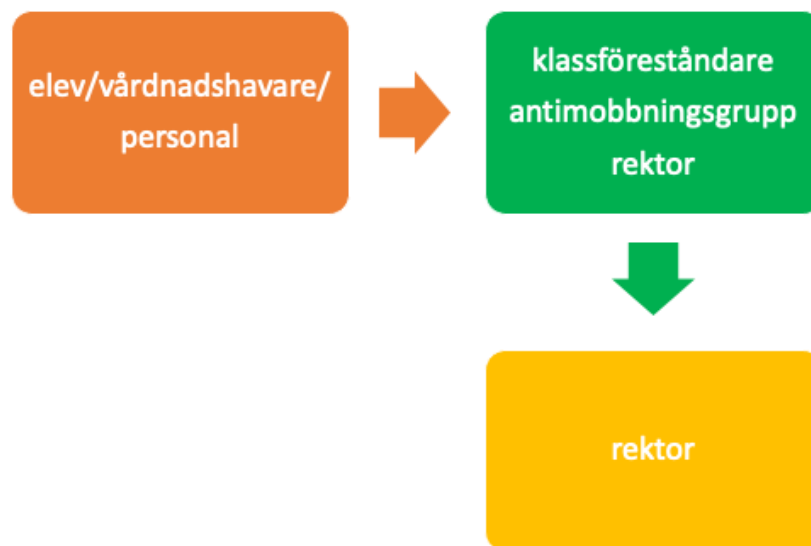 elev/vårdnadshavare/
personal
klassföreståndare
antimobbningsgrupp
rektor
rektor